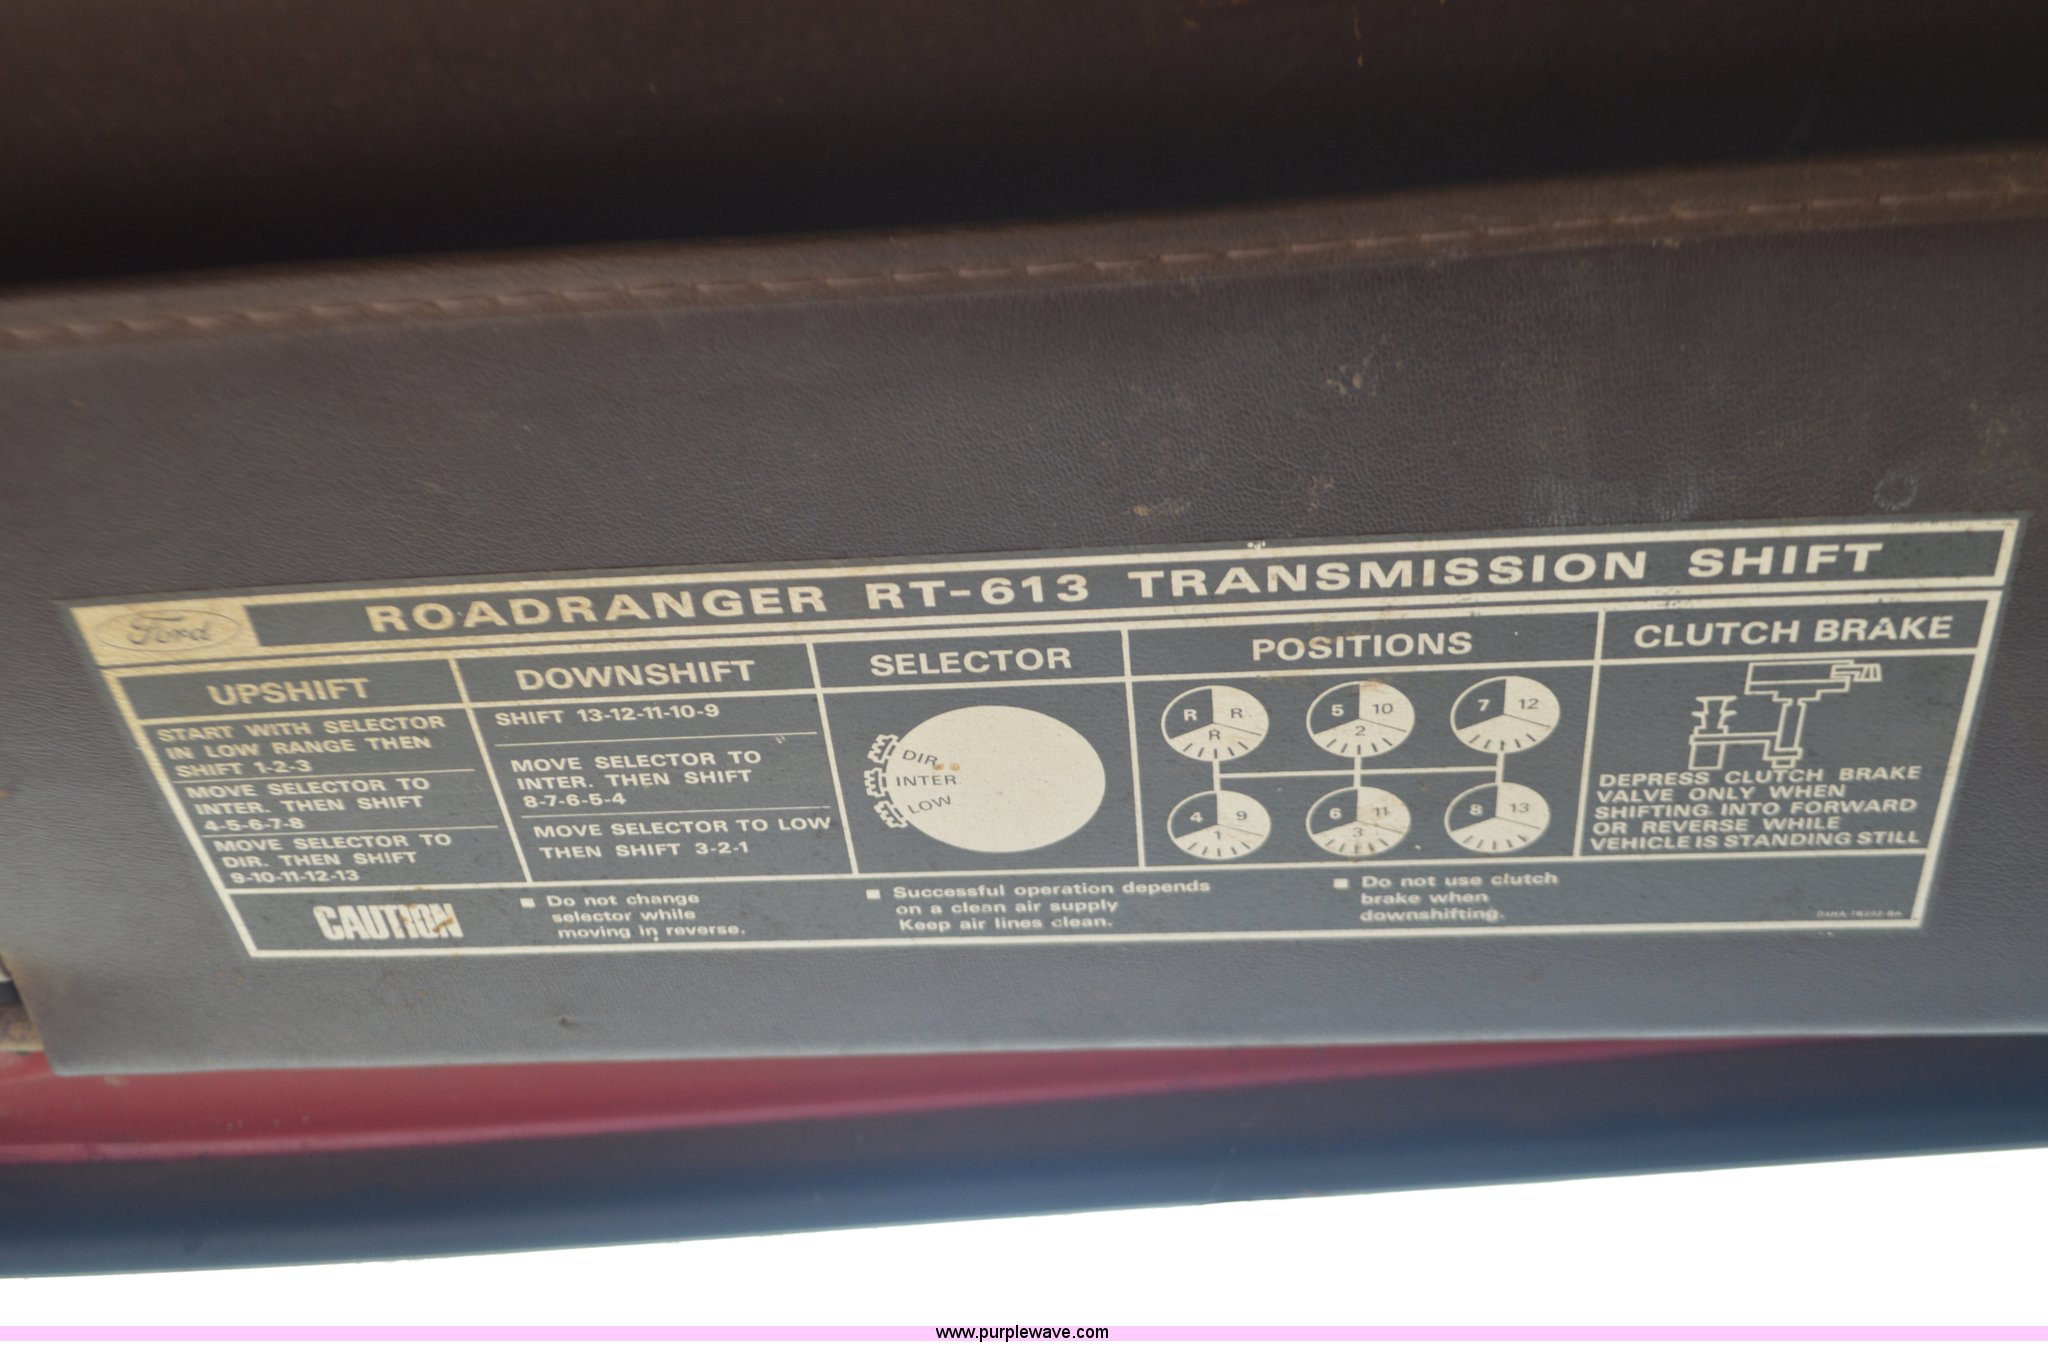 Ford
ROADRANGER RT-613 TRANSMISSION SHIFT
UPSHIFT
START WITH SELECTOR
IN LOW RANGE THEN
SHIFT 1-2-3
MOVE SELECTOR TO
INTER. THEN SHIFT
4-5-6-7-8
MOVE SELECTOR TO
DIR. THEN SHIFT
9-10-11-12-13
DOWNSHIFT
SHIFT 13-12-11-10-9
MOVE SELECTOR TO
INTER. THEN SHIFT
8-7-6-5-4
MOVE SELECTOR TO LOW
THEN SHIFT 3-2-1
SELECTOR
DIR.
INTER.
LOW
POSITIONS
R R
R
5 10
2
7 12
4 9
1
6 11
3
8 13
CLUTCH BRAKE
DEPRESS CLUTCH BRAKE
VALVE ONLY WHEN
SHIFTING INTO FORWARD
OR REVERSE WHILE
VEHICLE IS STANDING STILL
CAUTION
■ Do not change
selector while
moving in reverse.
■ Successful operation depends
on a clean air supply
Keep air lines clean.
■ Do not use clutch
brake when
downshifting.
www.purplewave.com